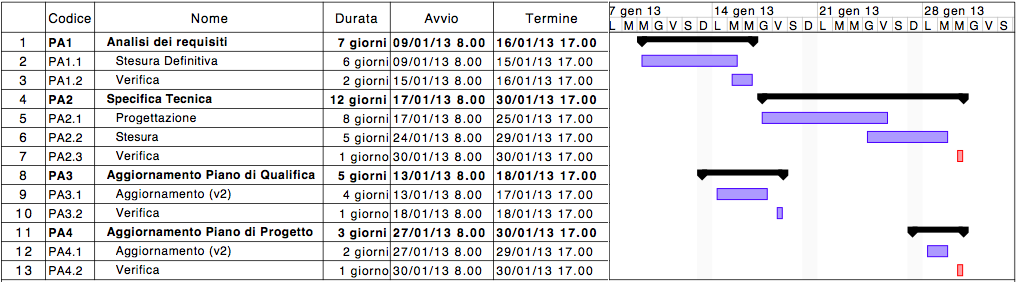 Codice Nome Durata Avvio Termine 7 gen 13 14 gen 13 21 gen 13 28 gen 13
L M M G V S D L M M G V S D L M M G V S D L M M G V S
1 PA1 Analisi dei requisiti 7 giorni 09/01/13 8.00 16/01/13 17.00
2 PA1.1 Stesura Definitiva 6 giorni 09/01/13 8.00 15/01/13 17.00
3 PA1.2 Verifica 2 giorni 15/01/13 8.00 16/01/13 17.00
4 PA2 Specifica Tecnica 12 giorni 17/01/13 8.00 30/01/13 17.00
5 PA2.1 Progettazione 8 giorni 17/01/13 8.00 25/01/13 17.00
6 PA2.2 Stesura 5 giorni 24/01/13 8.00 29/01/13 17.00
7 PA2.3 Verifica 1 giorno 30/01/13 8.00 30/01/13 17.00
8 PA3 Aggiornamento Piano di Qualifica 5 giorni 13/01/13 8.00 18/01/13 17.00
9 PA3.1 Aggiornamento (v2) 4 giorni 13/01/13 8.00 17/01/13 17.00
10 PA3.2 Verifica 1 giorno 18/01/13 8.00 18/01/13 17.00
11 PA4 Aggiornamento Piano di Progetto 3 giorni 27/01/13 8.00 30/01/13 17.00
12 PA4.1 Aggiornamento (v2) 2 giorni 27/01/13 8.00 29/01/13 17.00
13 PA4.2 Verifica 1 giorno 30/01/13 8.00 30/01/13 17.00